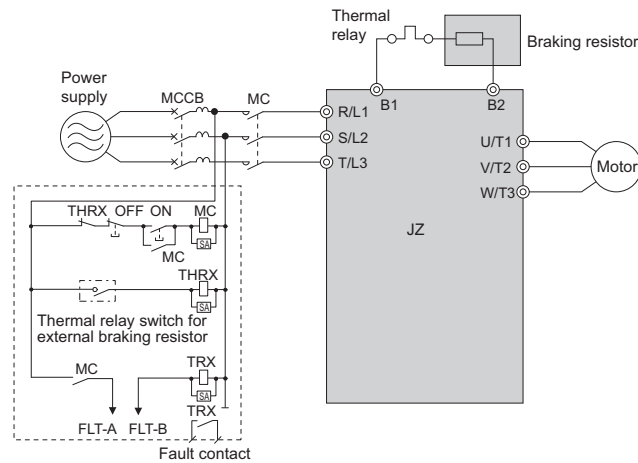 Thermal
relay
Braking resistor
B1
B2
Power
supply
MCCB
MC
R/L1
S/L2
T/L3
U/T1
V/T2
W/T3
Motor
JZ
THRX
OFF
ON
MC
SA
MC
THRX
SA
Thermal relay switch for
external braking resistor
MC
TRX
SA
TRX
FLT-A
FLT-B
Fault contact